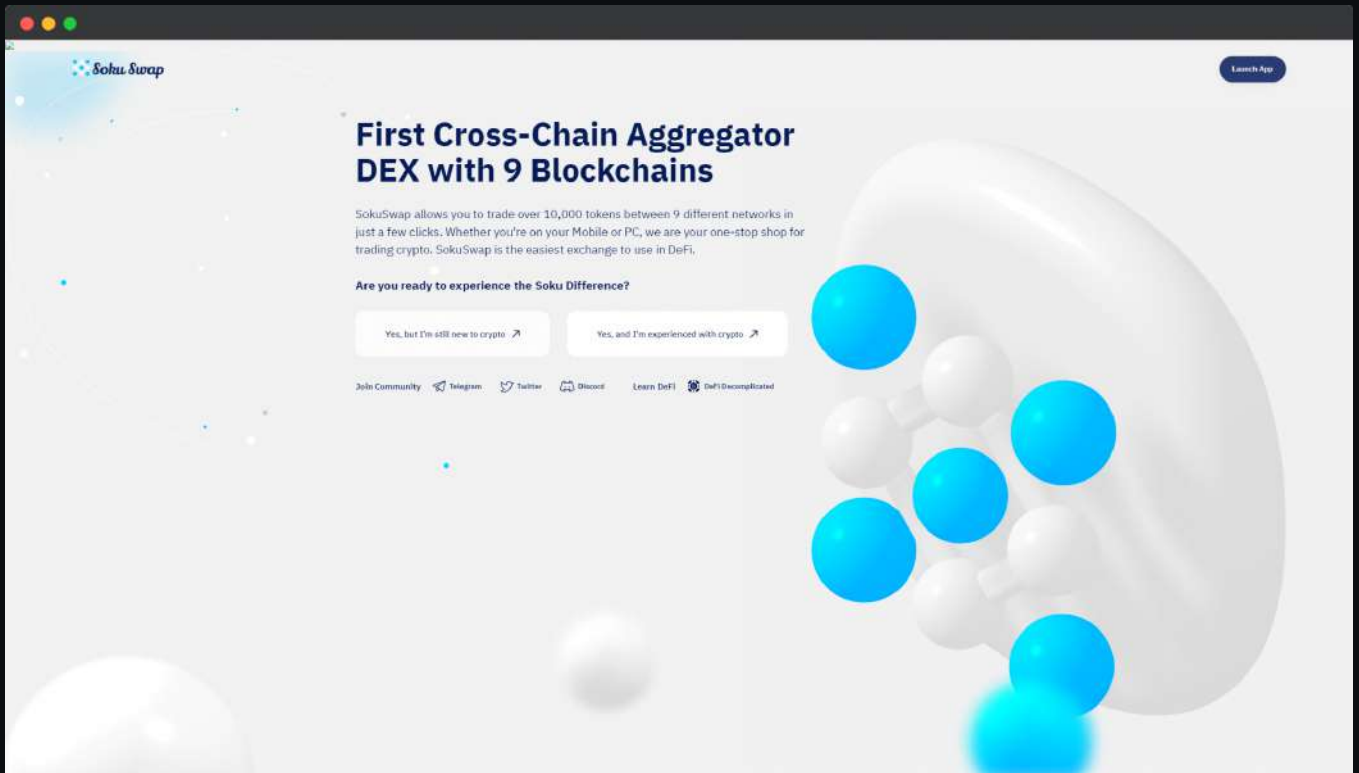 Soku Swap
Launch App
First Cross-Chain Aggregator
DEX with 9 Blockchains
SokuSwap allows you to trade over 10,000 tokens between 9 different networks in
just a few clicks. Whether you're on your Mobile or PC, we are your one-stop shop for
trading crypto. SokuSwap is the easiest exchange to use in DeFi.
Are you ready to experience the Soku Difference?
Yes, but I'm still new to crypto
Yes, and I'm experienced with crypto
Join Community Telegram Twitter Discord Learn DeFi DeFi Decomplicated